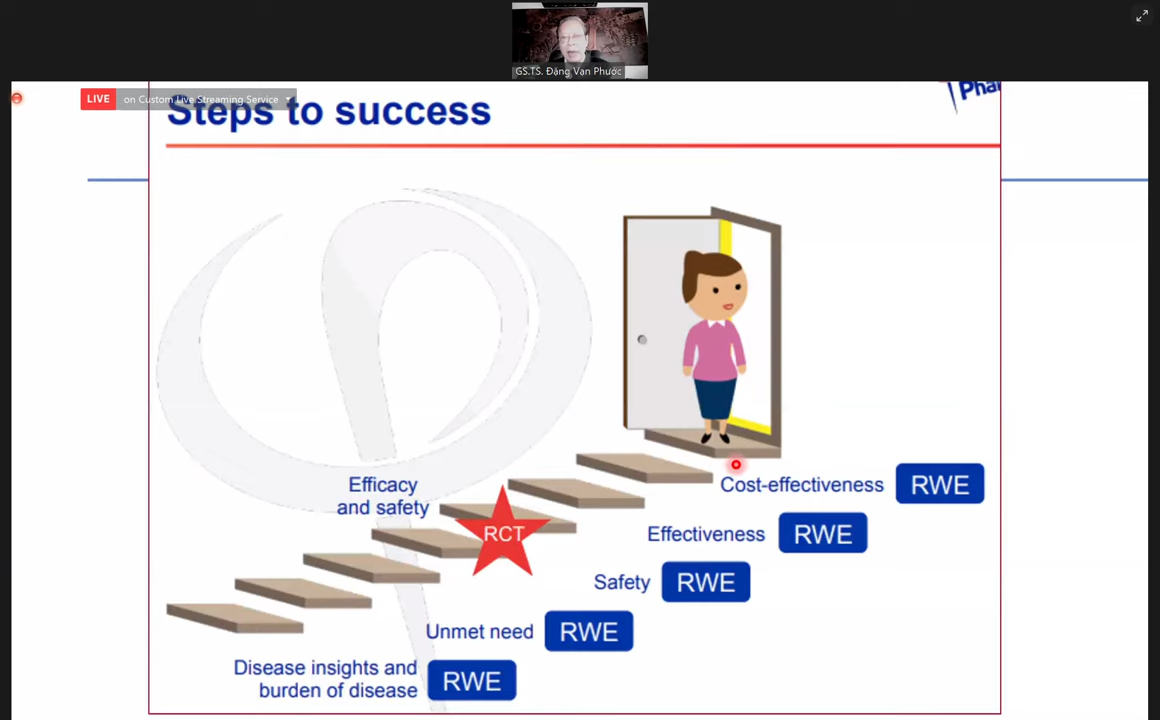 GS.TS. Đặng Vạn Phước
LIVE on Custom Live Streaming Service
Steps to success
Efficacy
and safety
RCT
Cost-effectiveness RWE
Effectiveness RWE
Safety RWE
Unmet need RWE
Disease insights and
burden of disease RWE